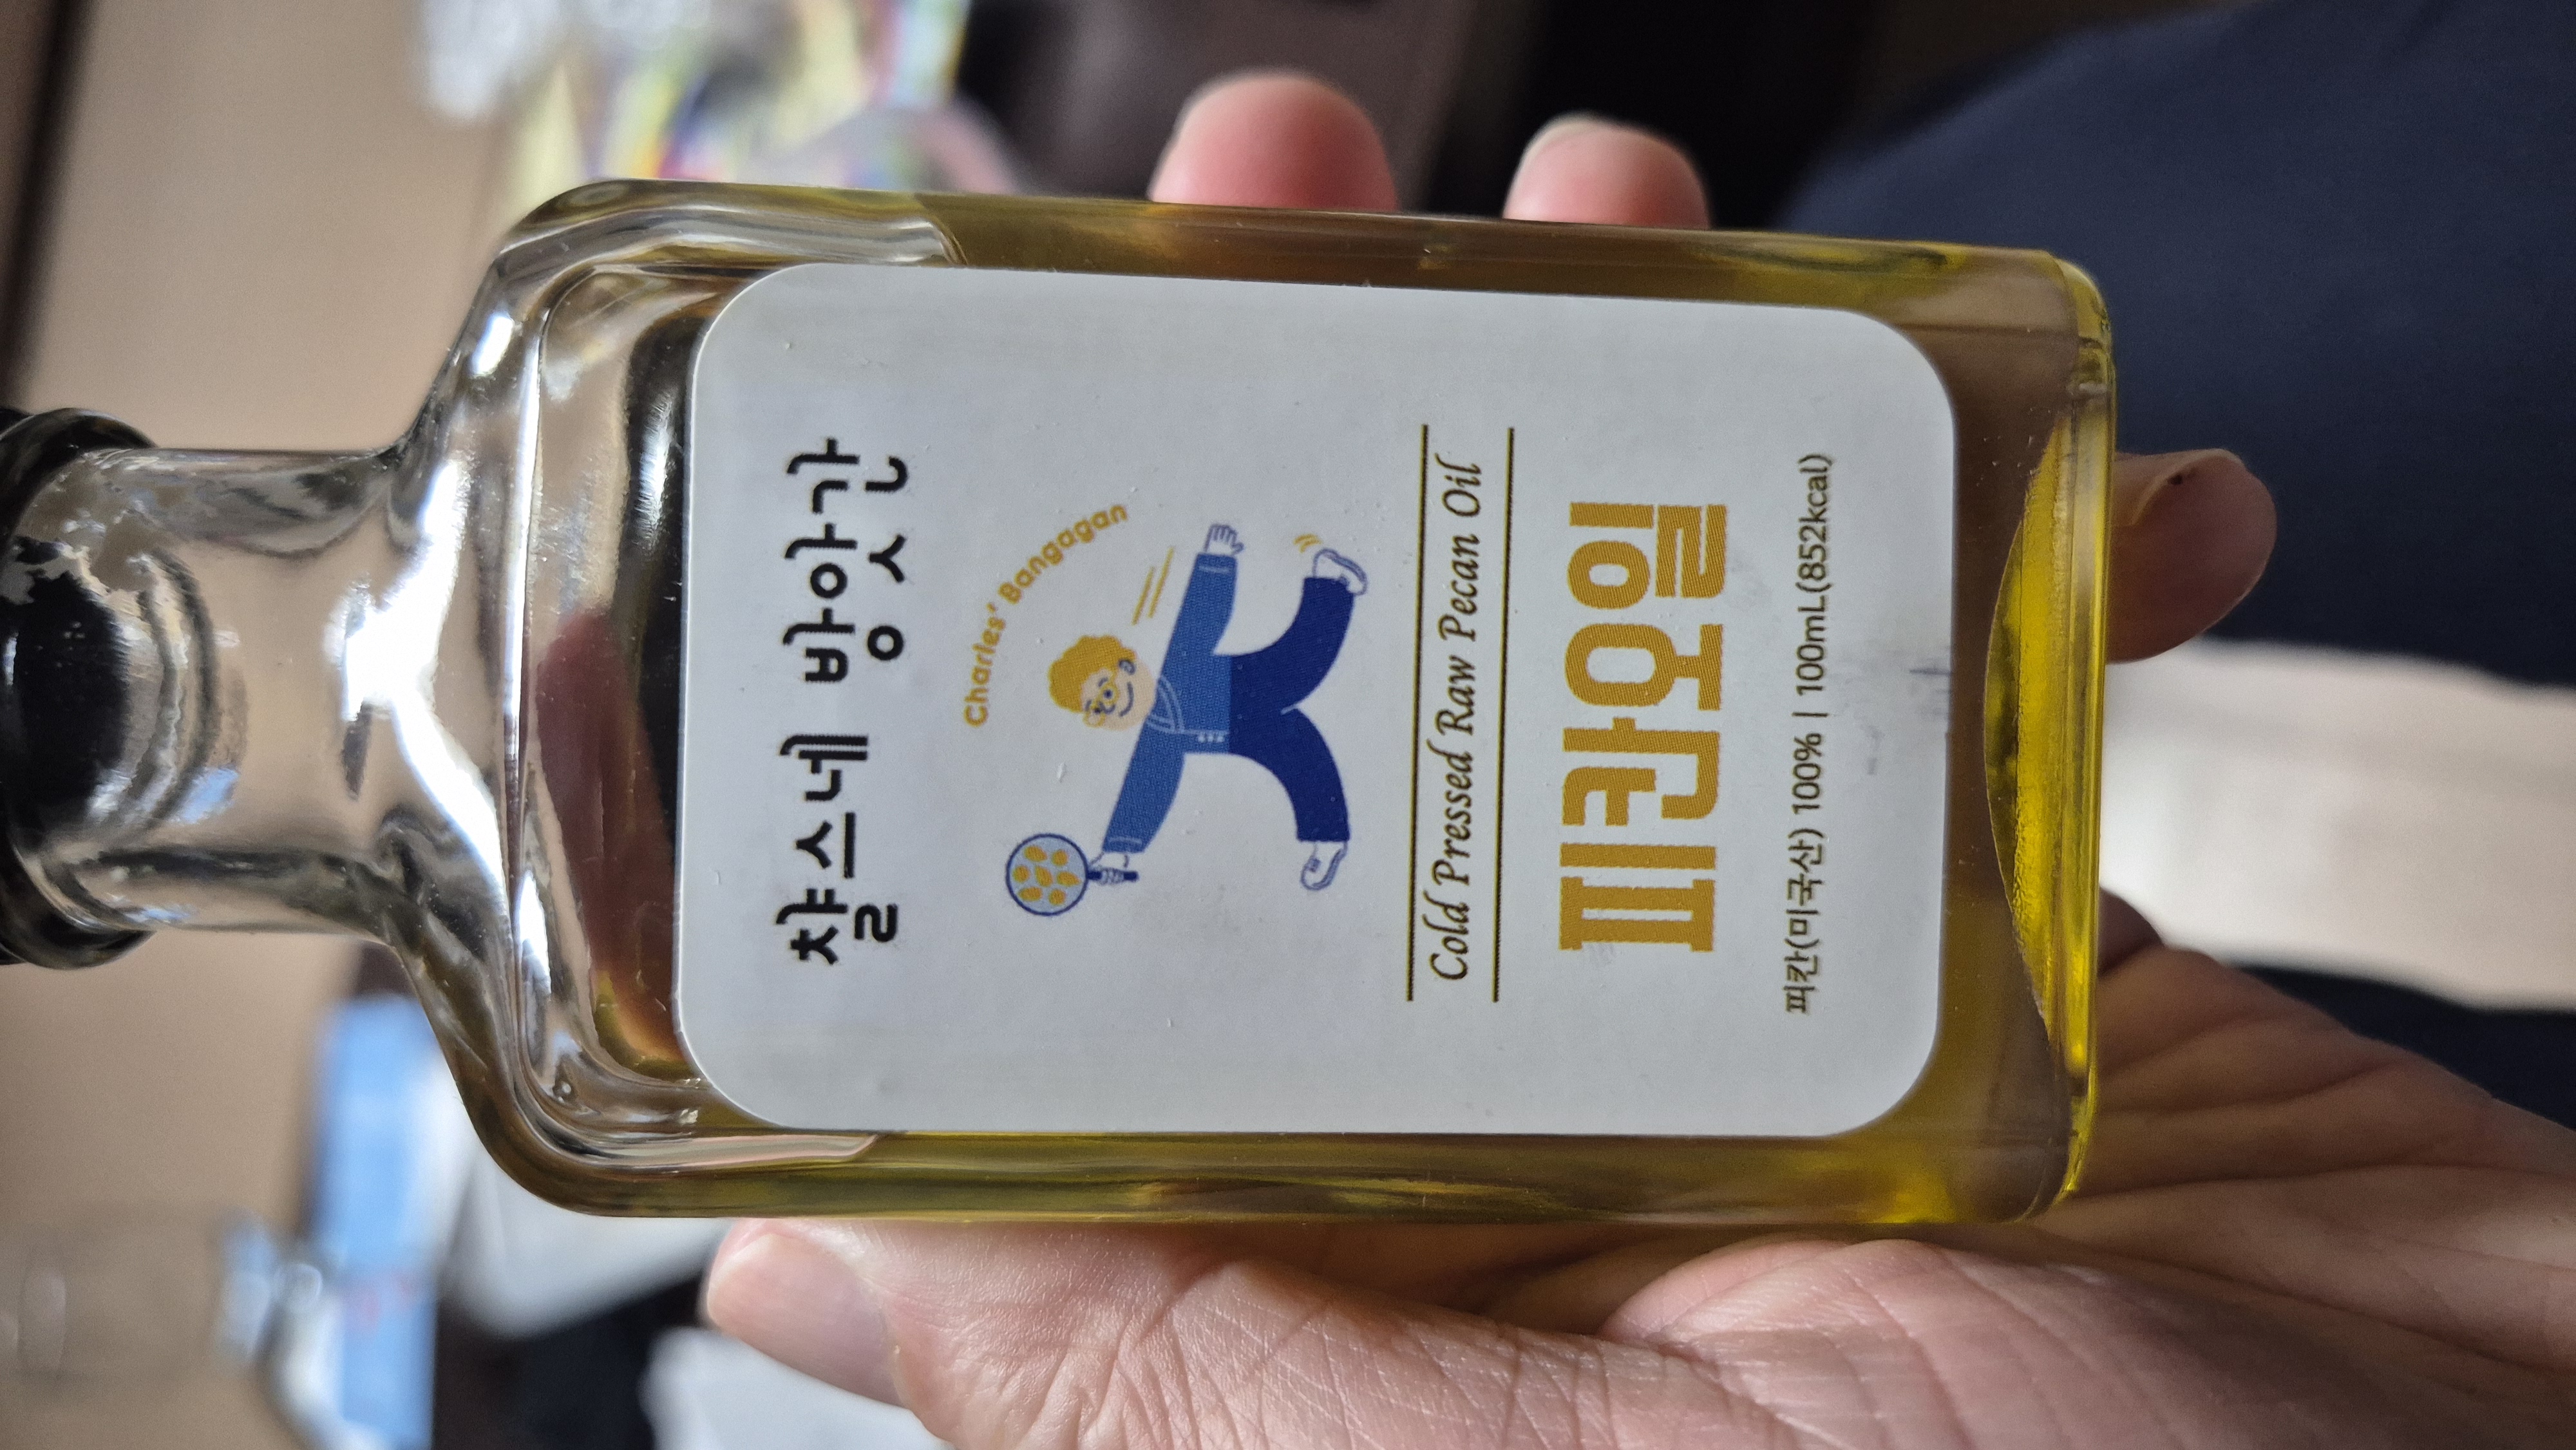 찰스네 방앗간
Charles' Bangagan
Cold Pressed Raw Pecan Oil
피칸오일
피칸(미국산) 100% | 100mL(852kcal)